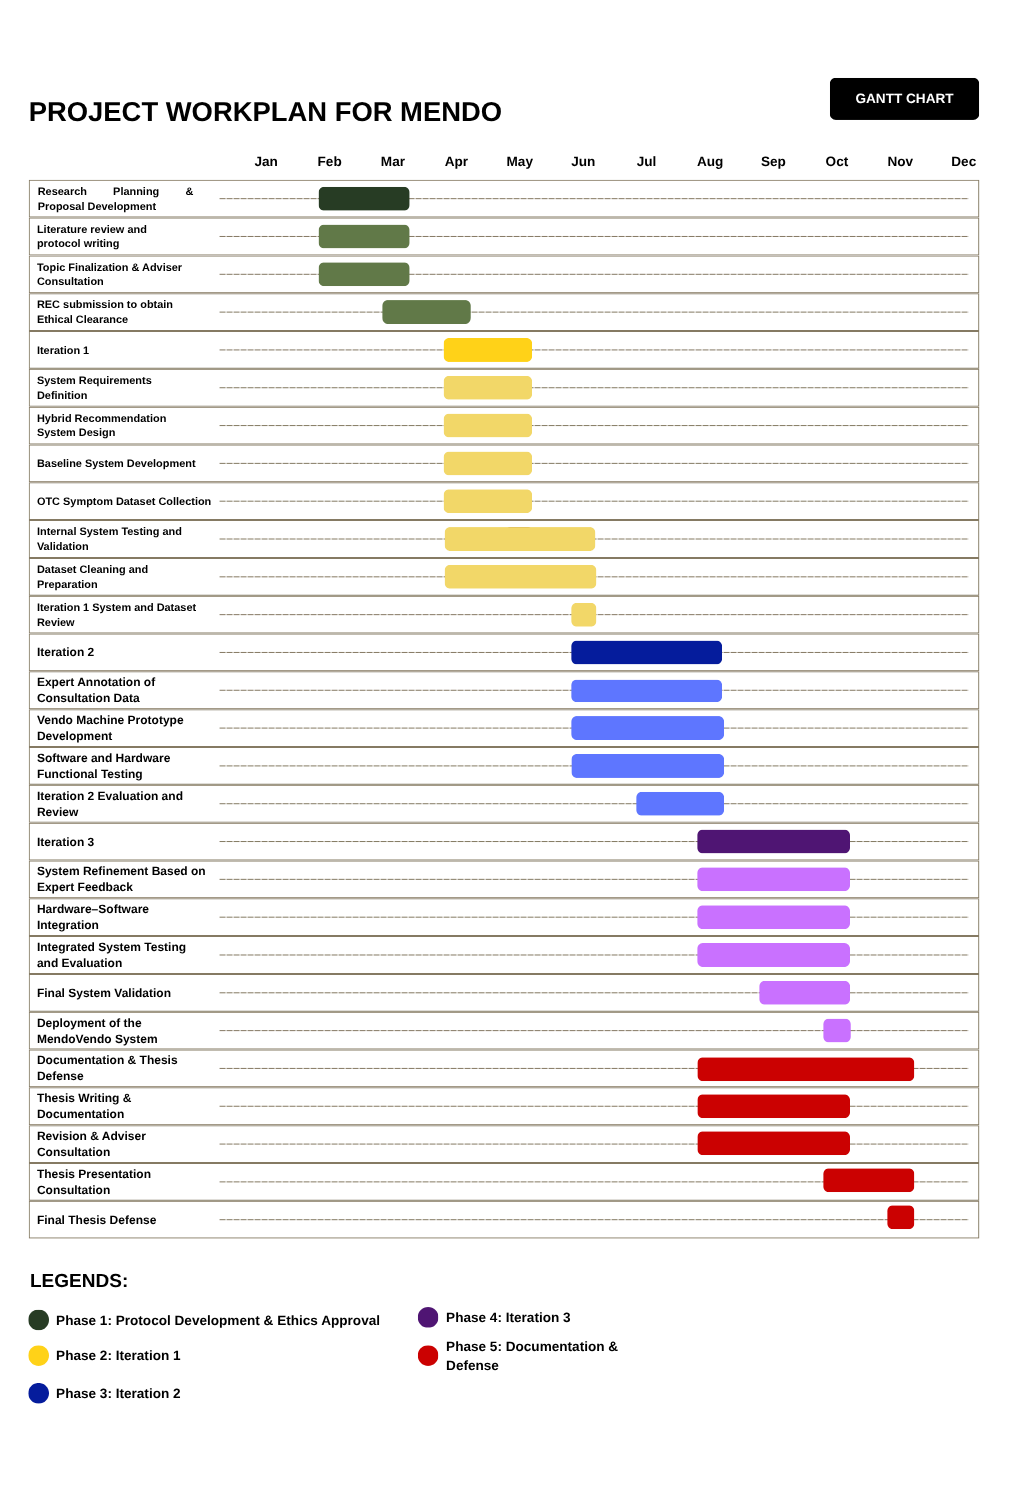 GANTT CHART
PROJECT WORKPLAN FOR MENDO
Jan Feb Mar Apr May Jun Jul Aug Sep Oct Nov Dec
Research Planning &
Proposal Development
Literature review and
protocol writing
Topic Finalization & Adviser
Consultation
REC submission to obtain
Ethical Clearance
Iteration 1
System Requirements
Definition
Hybrid Recommendation
System Design
Baseline System Development
OTC Symptom Dataset Collection
Internal System Testing and
Validation
Dataset Cleaning and
Preparation
Iteration 1 System and Dataset
Review
Iteration 2
Expert Annotation of
Consultation Data
Vendo Machine Prototype
Development
Software and Hardware
Functional Testing
Iteration 2 Evaluation and
Review
Iteration 3
System Refinement Based on
Expert Feedback
Hardware–Software
Integration
Integrated System Testing
and Evaluation
Final System Validation
Deployment of the
MendoVendo System
Documentation & Thesis
Defense
Thesis Writing &
Documentation
Revision & Adviser
Consultation
Thesis Presentation
Consultation
Final Thesis Defense
LEGENDS:
Phase 1: Protocol Development & Ethics Approval
Phase 2: Iteration 1
Phase 3: Iteration 2
Phase 4: Iteration 3
Phase 5: Documentation &
Defense